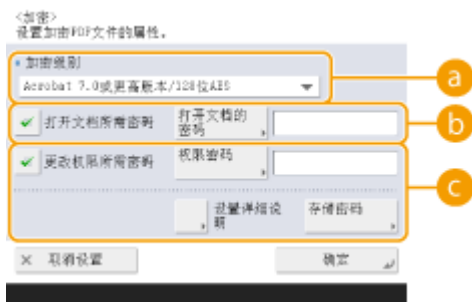 <加密>
设置加密PDF文件的属性。
加密级别
Acrobat 7.0或更高版本/128位AES
a
打开文档所需密码
打开文档的
密码
b
更改权限所需密码
权限密码
c
设置详细说
明
存储密码
× 取消设置
确定